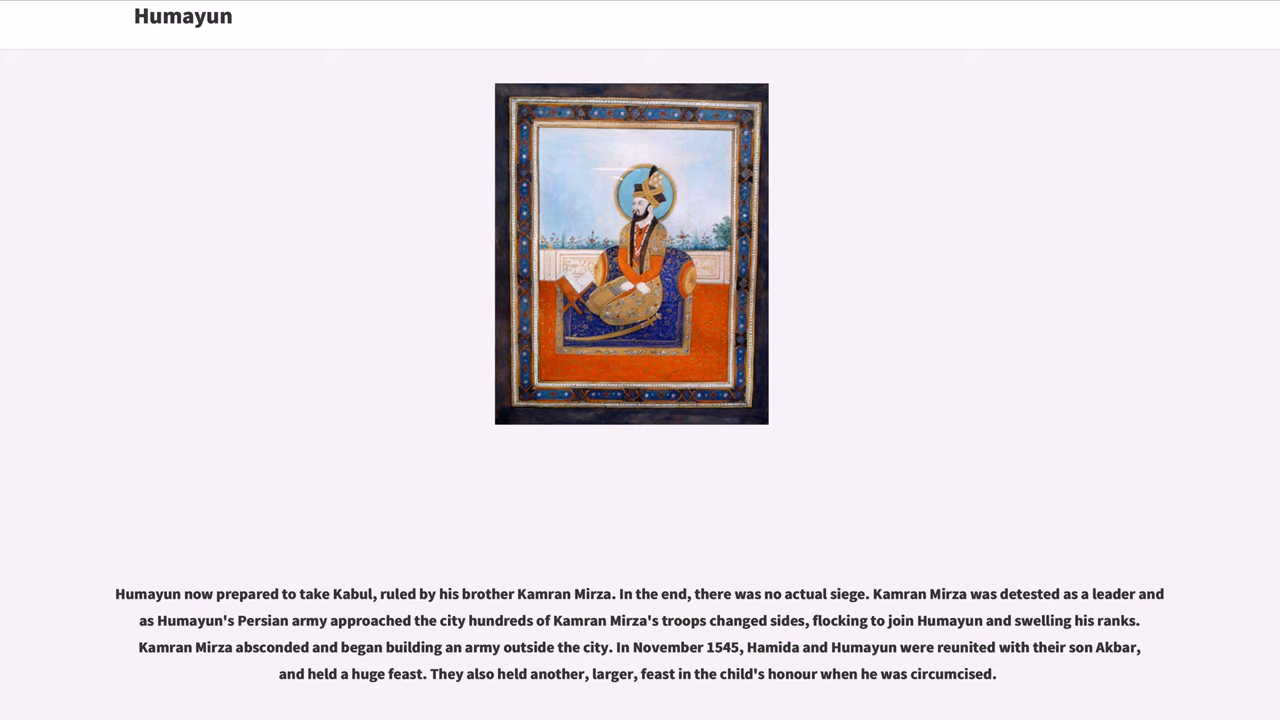 Humayun
Humayun now prepared to take Kabul, ruled by his brother Kamran Mirza. In the end, there was no actual siege. Kamran Mirza was detested as a leader and
as Humayun's Persian army approached the city hundreds of Kamran Mirza's troops changed sides, flocking to join Humayun and swelling his ranks.
Kamran Mirza absconded and began building an army outside the city. In November 1545, Hamida and Humayun were reunited with their son Akbar,
and held a huge feast. They also held another, larger, feast in the child's honour when he was circumcised.